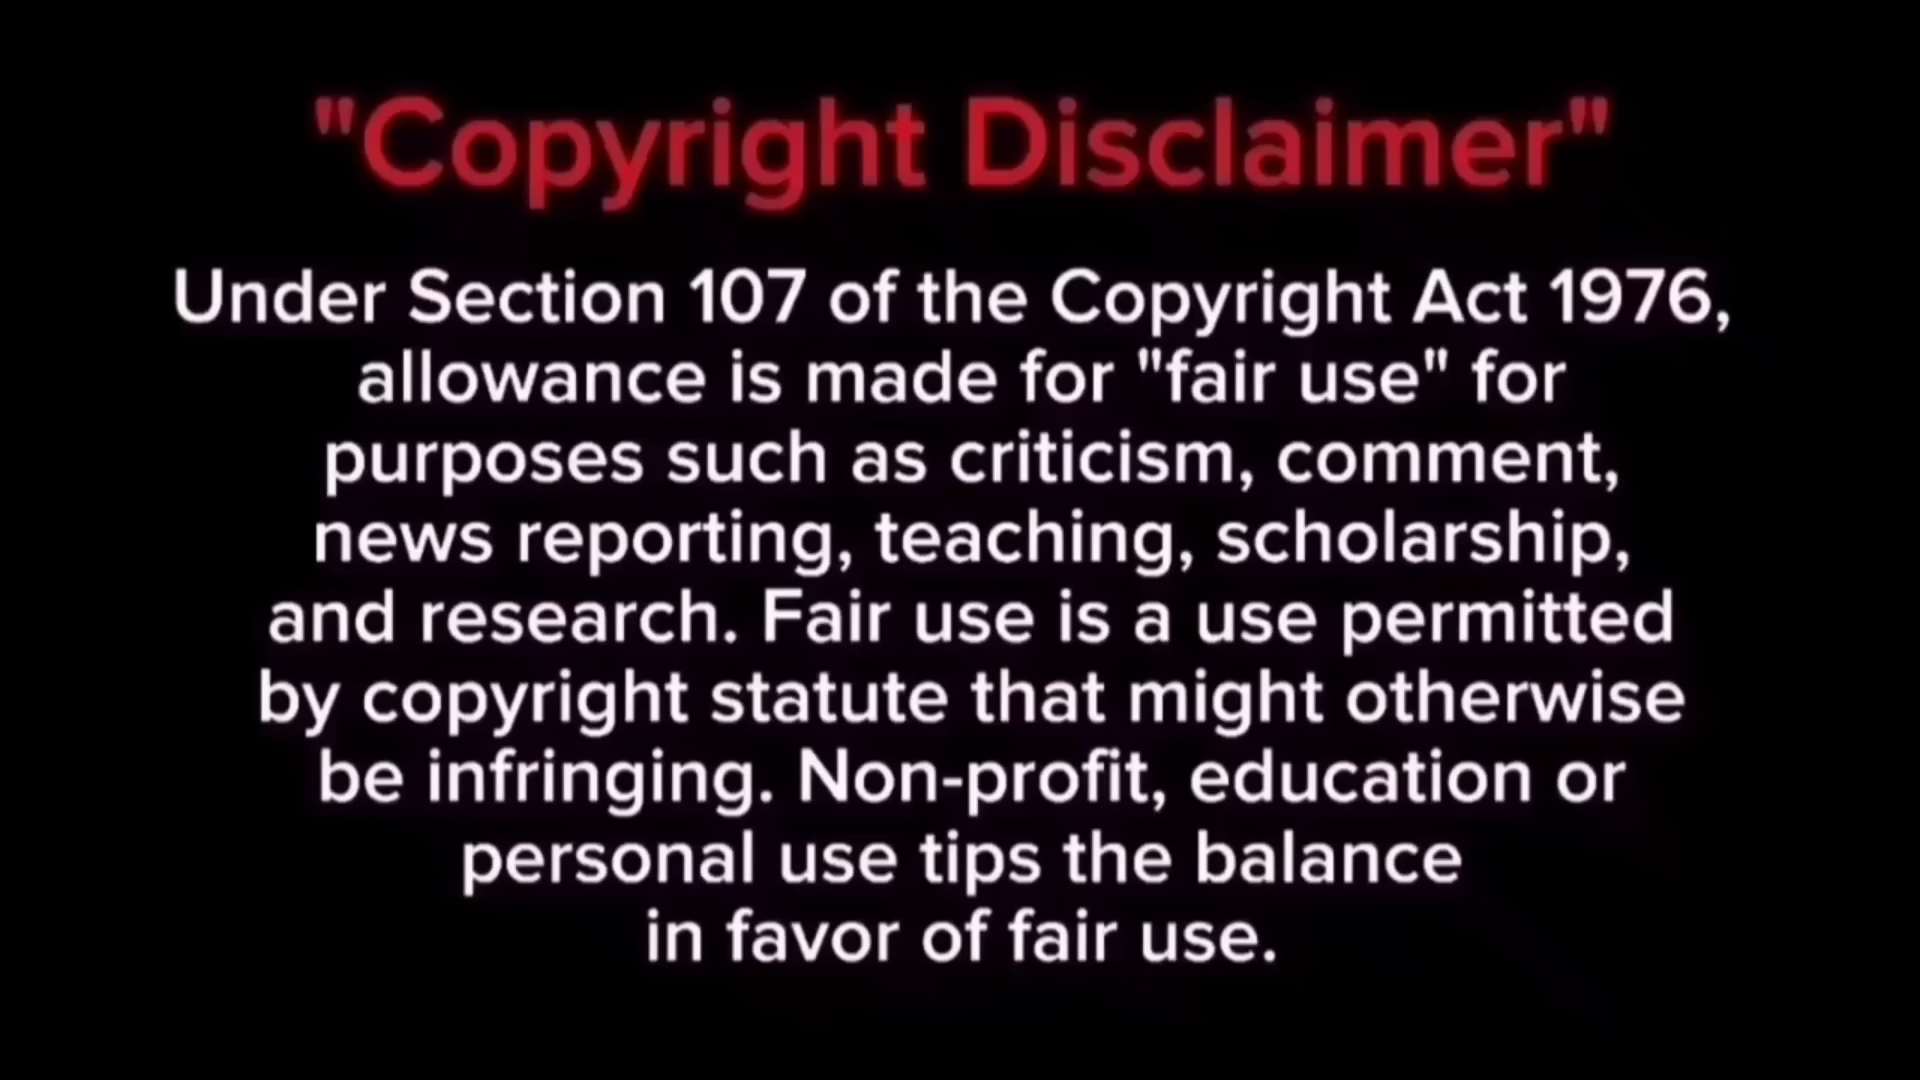 "Copyright Disclaimer"
Under Section 107 of the Copyright Act 1976,
allowance is made for "fair use" for
purposes such as criticism, comment,
news reporting, teaching, scholarship,
and research. Fair use is a use permitted
by copyright statute that might otherwise
be infringing. Non-profit, education or
personal use tips the balance
in favor of fair use.